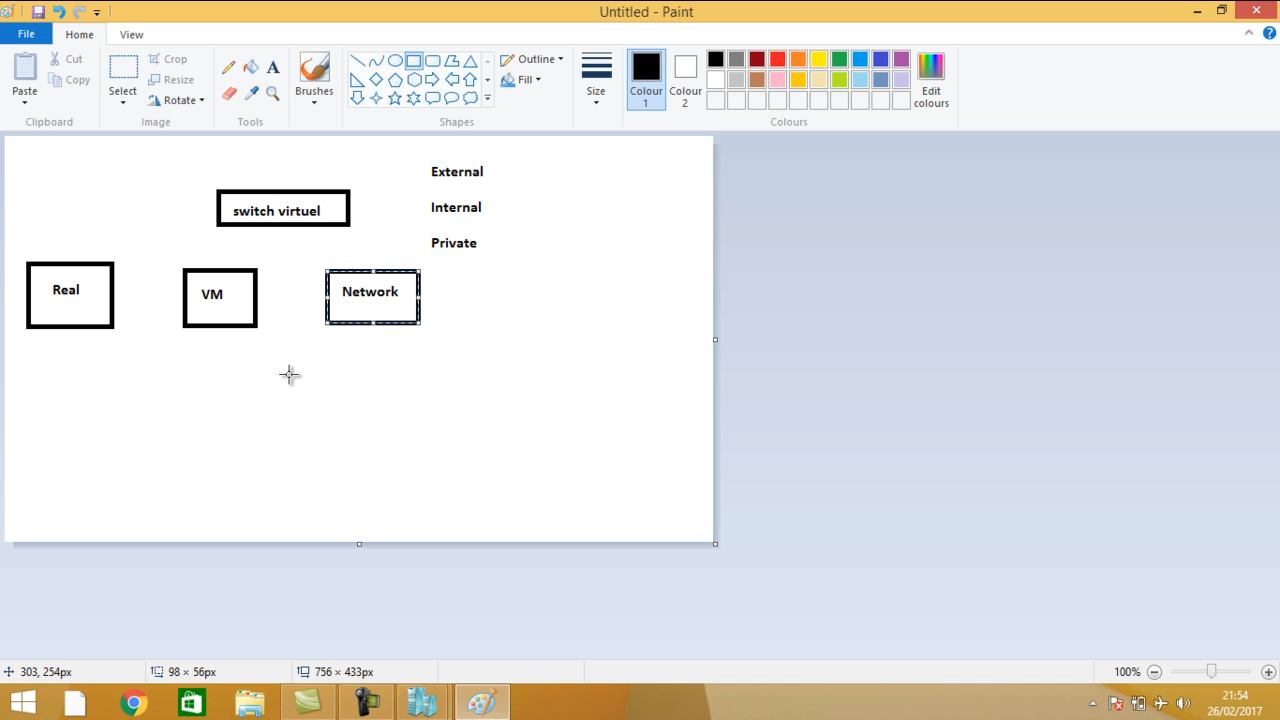 Untitled - Paint
File
Home
View
Paste
Cut
Copy
Clipboard
Select
Crop
Resize
Rotate
Image
A
Tools
Brushes
Outline
Fill
Shapes
Size
Colour 1
Colour 2
Edit colours
Colours
External
switch virtuel
Internal
Private
Real
VM
Network
303, 254px
98 × 56px
756 × 433px
100%
21:54
26/02/2017